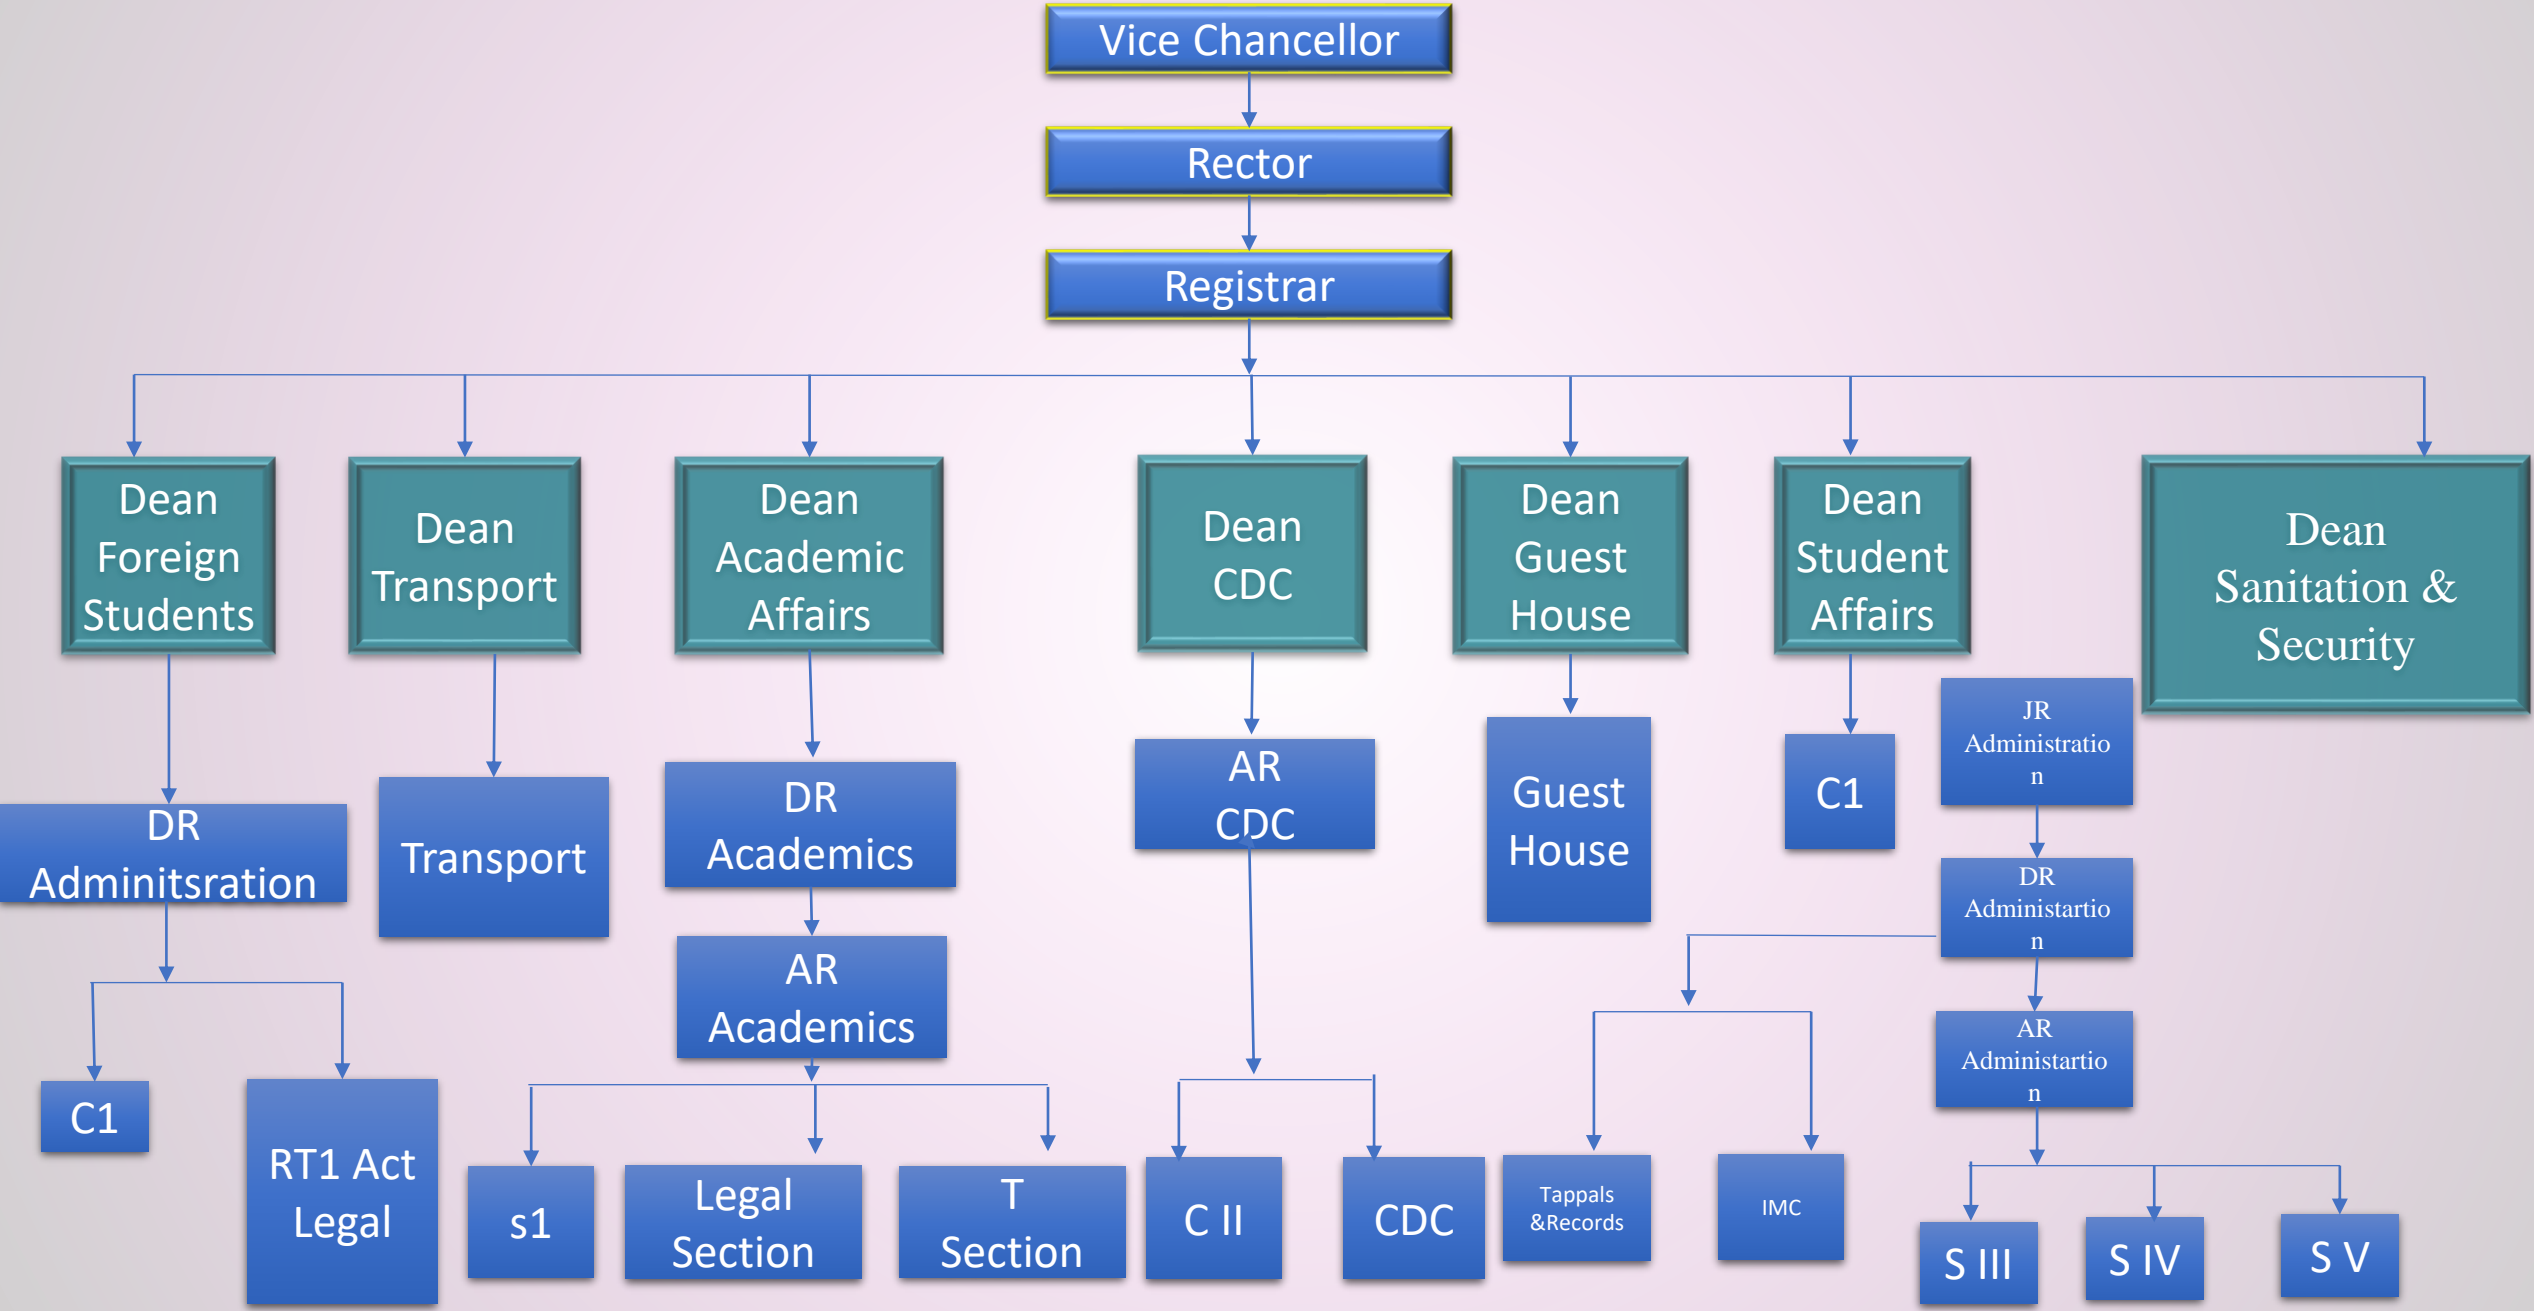 Vice Chancellor
Rector
Registrar
Dean
Foreign
Students
Dean
Transport
Dean
Academic
Affairs
Dean
CDC
Dean
Guest
House
Dean
Student
Affairs
Dean
Sanitation &
Security
DR
Adminitsration
Transport
DR
Academics
AR
CDC
Guest
House
C1
JR
Administratio
n
DR
Administartio
n
AR
Academics
AR
Administartio
n
C1
RT1 Act
Legal
s1
Legal
Section
T
Section
C II
CDC
Tappals
&Records
IMC
S III
S IV
S V